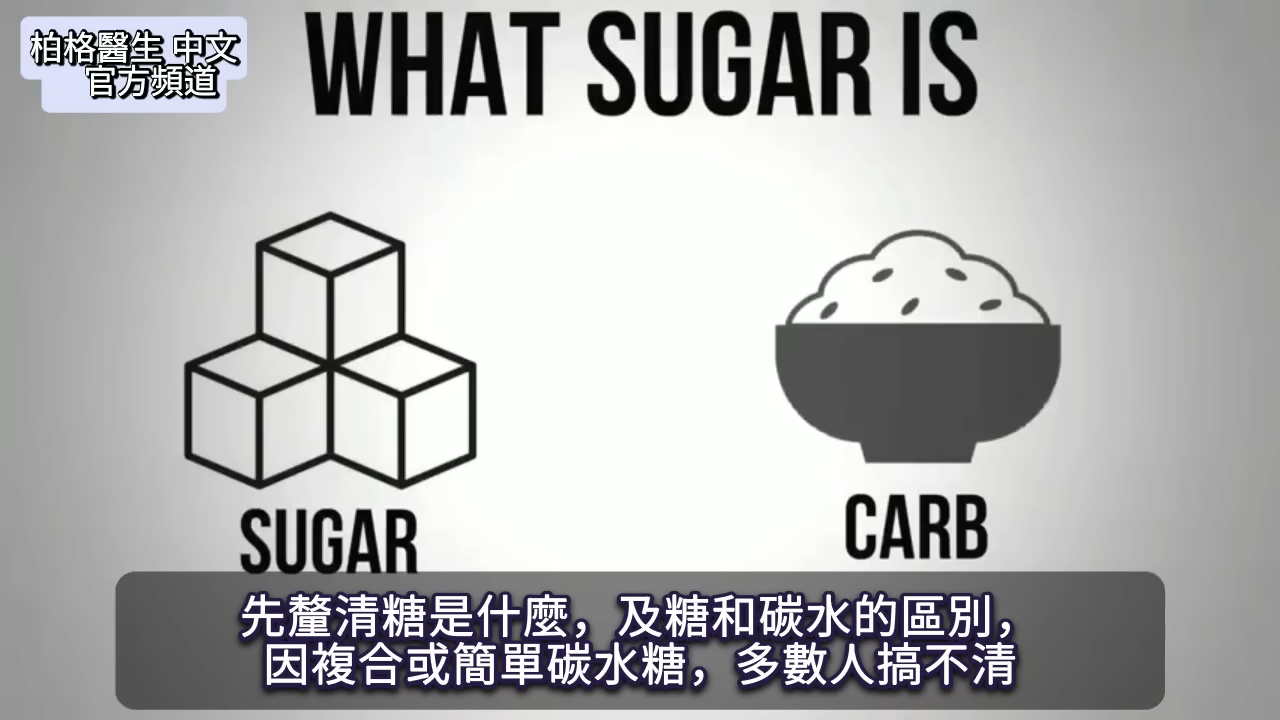 柏格醫生 中文
官方頻道
WHAT SUGAR IS
SUGAR
CARB
先釐清糖是什麼，及糖和碳水的區別，
因複合或簡單碳水糖，多數人搞不清